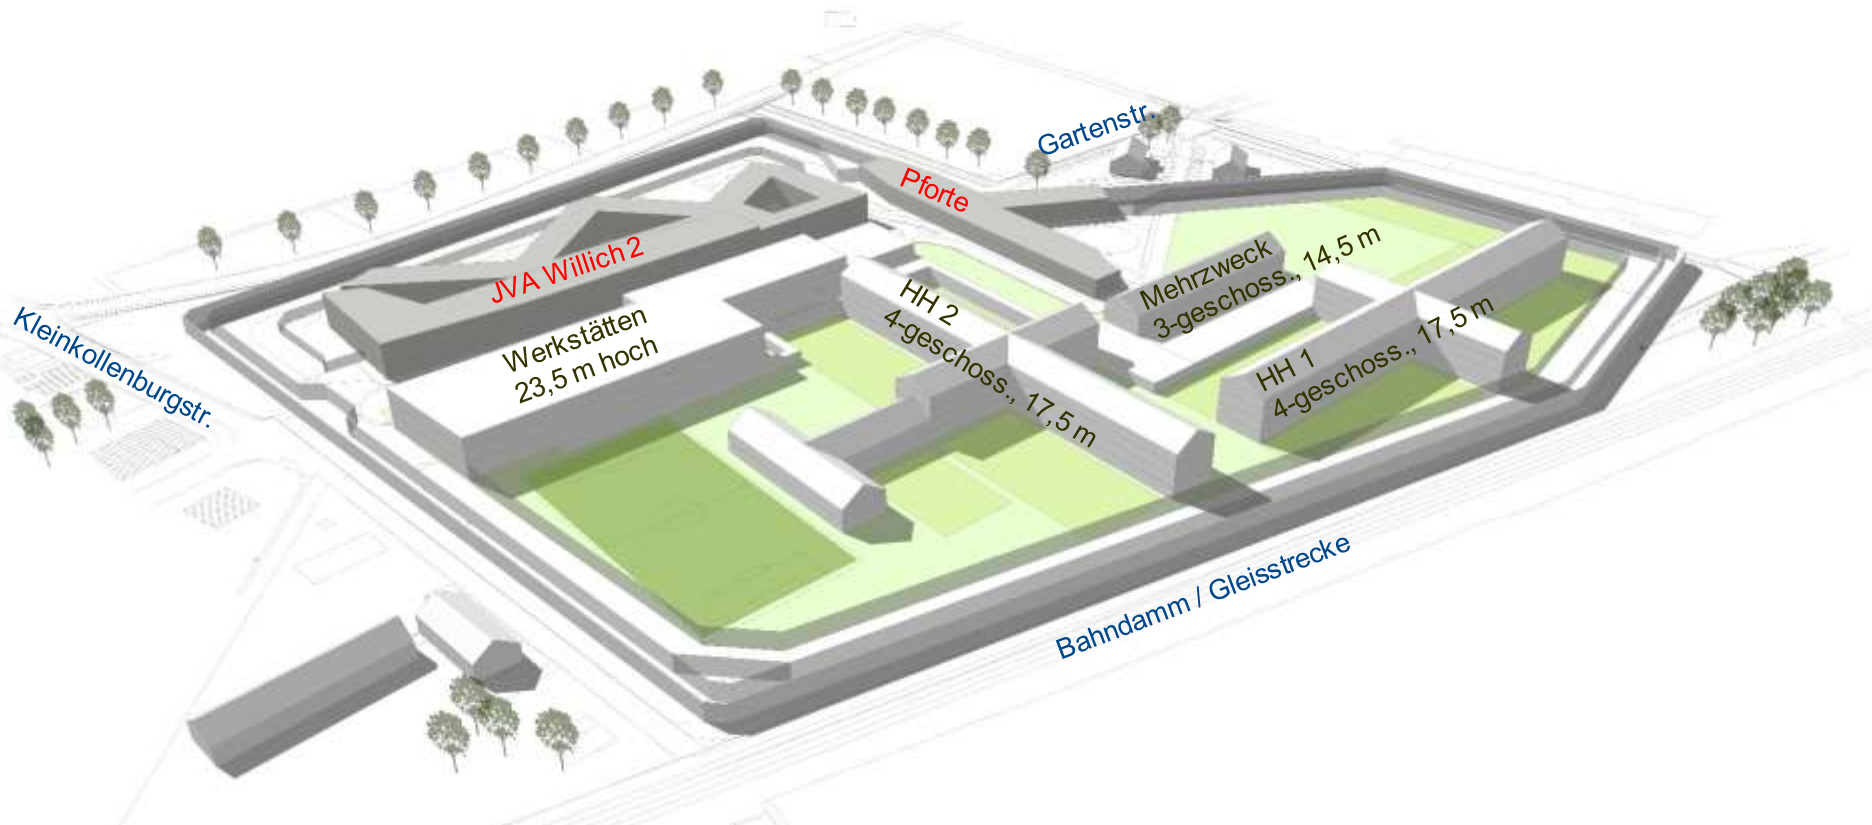 Gartenstr.
Pforte
JVA Willich 2
Mehrzweck
3-geschoss., 14,5 m
HH 2
4-geschoss., 17,5 m
Werkstätten
23,5 m hoch
HH 1
4-geschoss., 17,5 m
Kleinkollenburgstr.
Bahndamm / Gleisstrecke